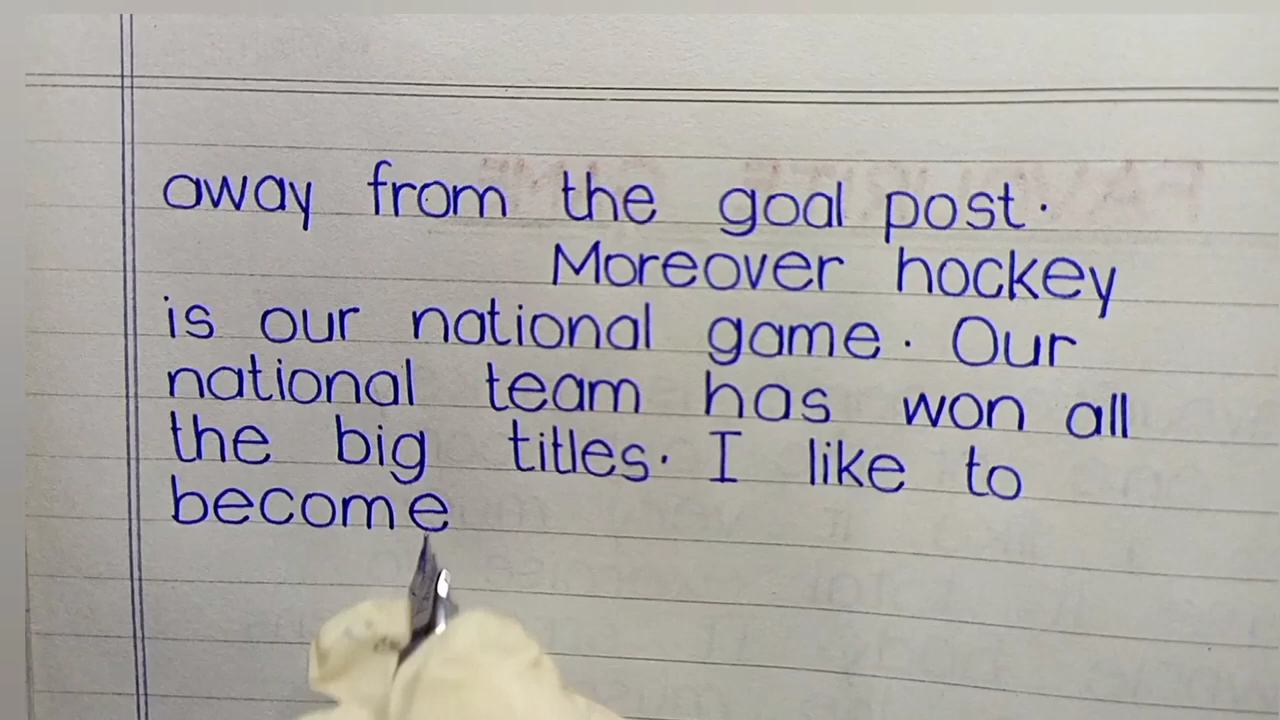 away from the goal post.
Moreover hockey
is our national game. Our
national team has won all
the big titles. I like to
become